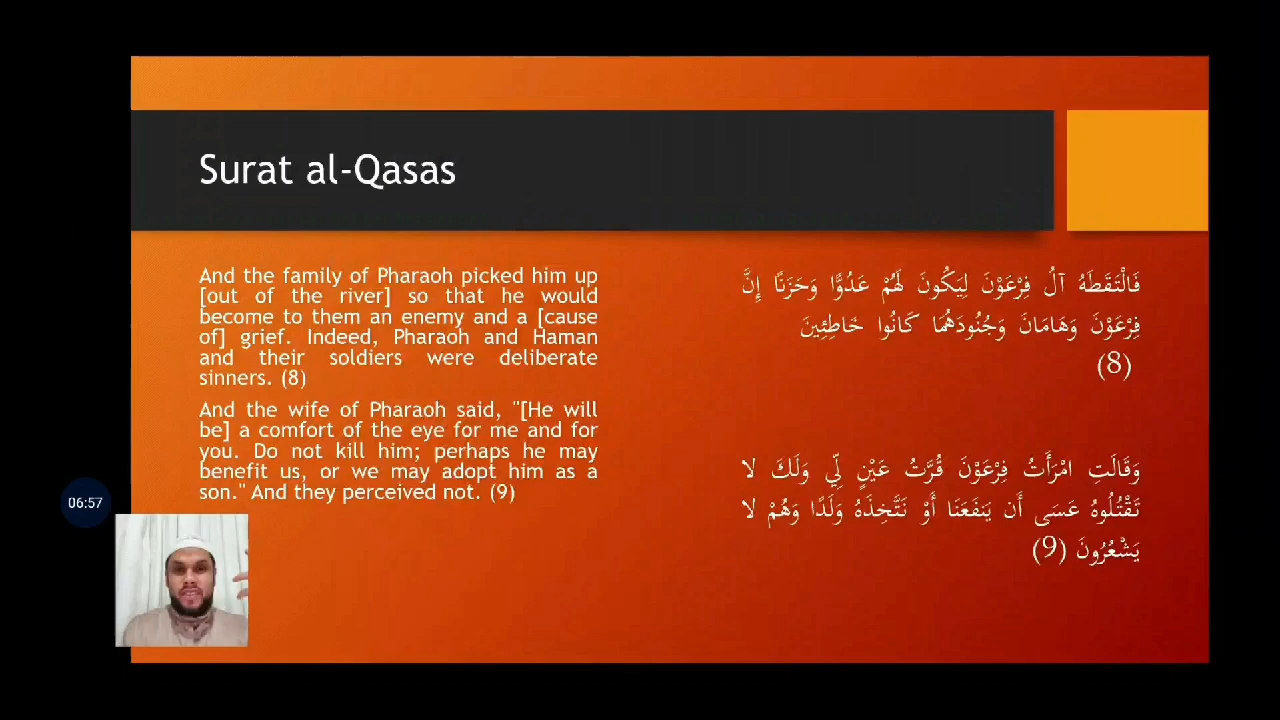 Surat al-Qasas
And the family of Pharaoh picked him up
[out of the river] so that he would
become to them an enemy and a [cause
of] grief. Indeed, Pharaoh and Haman
and their soldiers were deliberate
sinners. (8)
And the wife of Pharaoh said, "[He will
be] a comfort of the eye for me and for
you. Do not kill him; perhaps he may
benefit us, or we may adopt him as a
son." And they perceived not. (9)
فَالْتَقَطَهُ آلُ فِرْعَوْنَ لِيَكُونَ لَهُمْ عَدُوًّا وَحَزَنًا إِنَّ
فِرْعَوْنَ وَهَامَانَ وَجُنُودَهُمَا كَانُوا خَاطِئِينَ
(8)
وَقَالَتِ امْرَأَتُ فِرْعَوْنَ قُرَّتُ عَيْنٍ لِّي وَلَكَ لا
تَقْتُلُوهُ عَسَى أَن يَنفَعَنَا أَوْ نَتَّخِذَهُ وَلَدًا وَهُمْ لا
يَشْعُرُونَ (9)
06:57